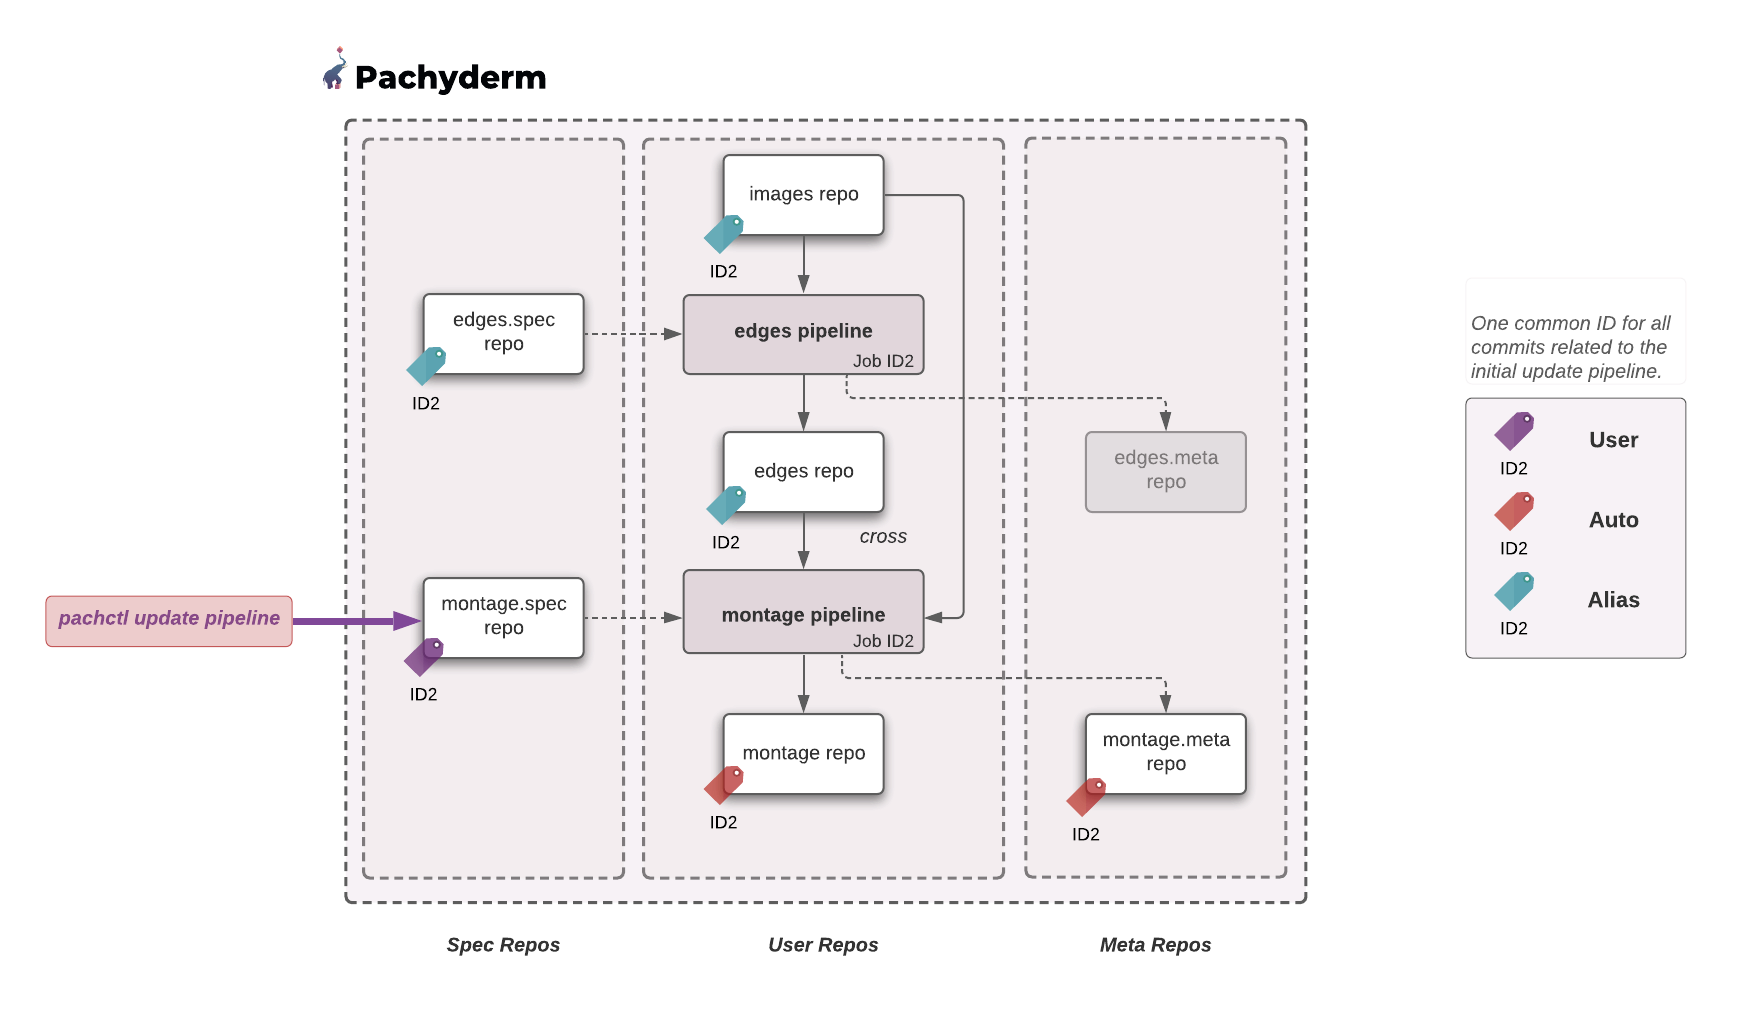 Pachyderm
images repo
ID2
edges.spec
repo
ID2
edges pipeline
Job ID2
edges repo
ID2
edges.meta
repo
cross
pachctl update pipeline
montage.spec
repo
ID2
montage pipeline
Job ID2
montage repo
ID2
montage.meta
repo
ID2
Spec Repos
User Repos
Meta Repos
One common ID for all
commits related to the
initial update pipeline.
User
ID2
Auto
ID2
Alias
ID2